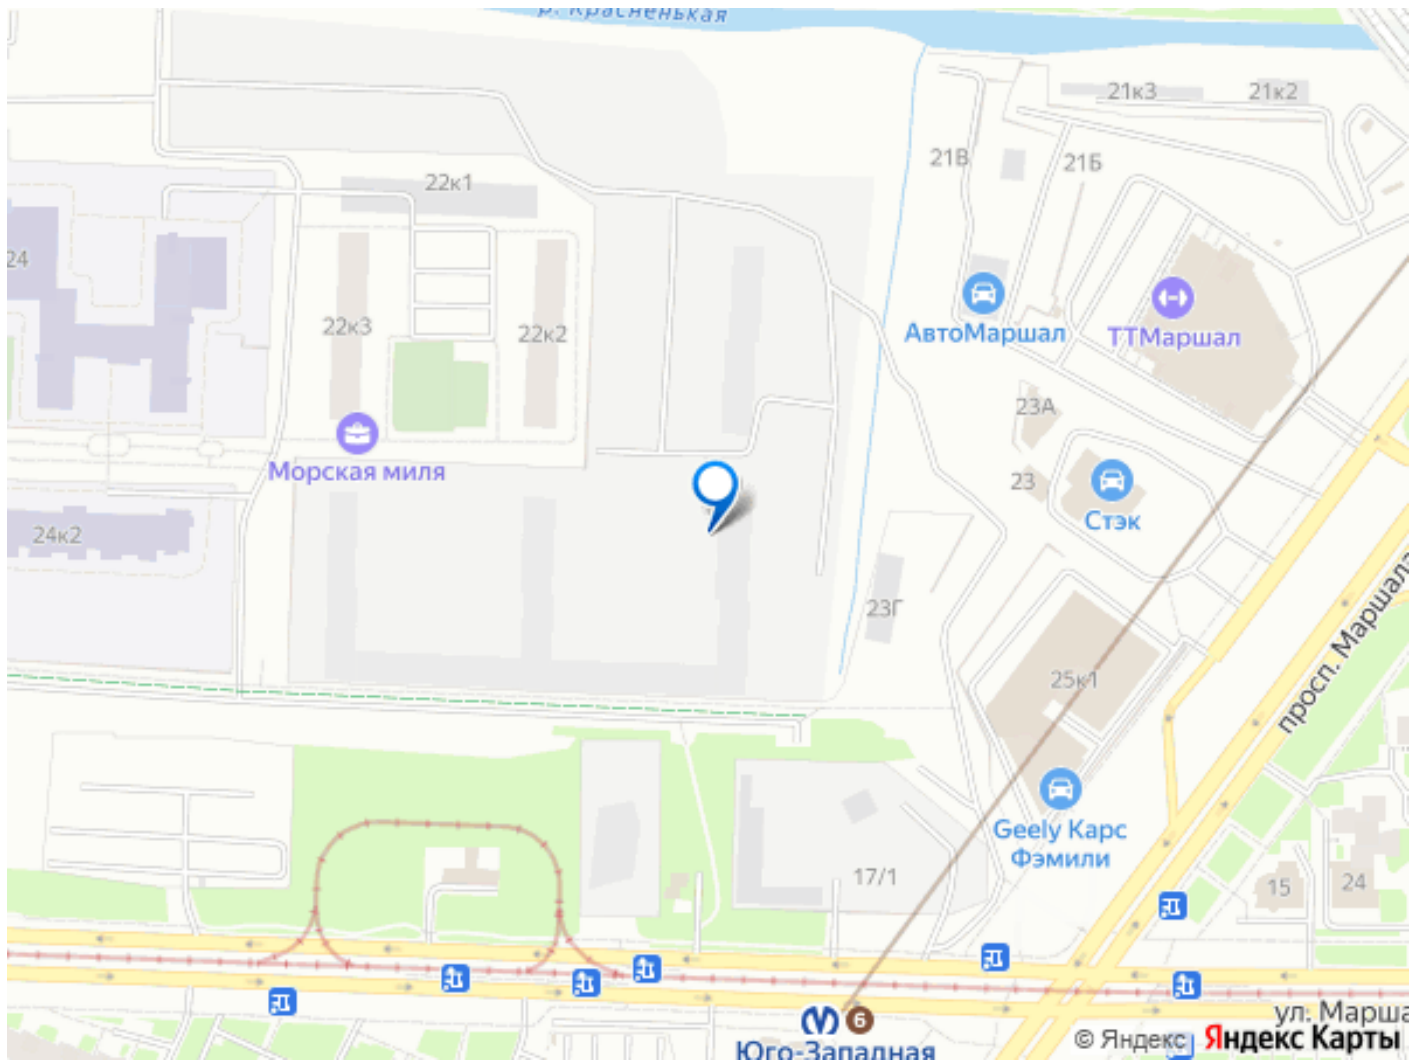 р. Красненькая
21к3
21к2
21В
21Б
22к1
24
22к3
22к2
АвтоМаршал
ТТМаршал
23А
Морская миля
23
Стэк
24к2
23Г
25к1
просп. Маршала
Geely Карс
Фэмили
17/1
15
24
6
Юго-Западная
ул. Марша
© Яндекс Яндекс Карты